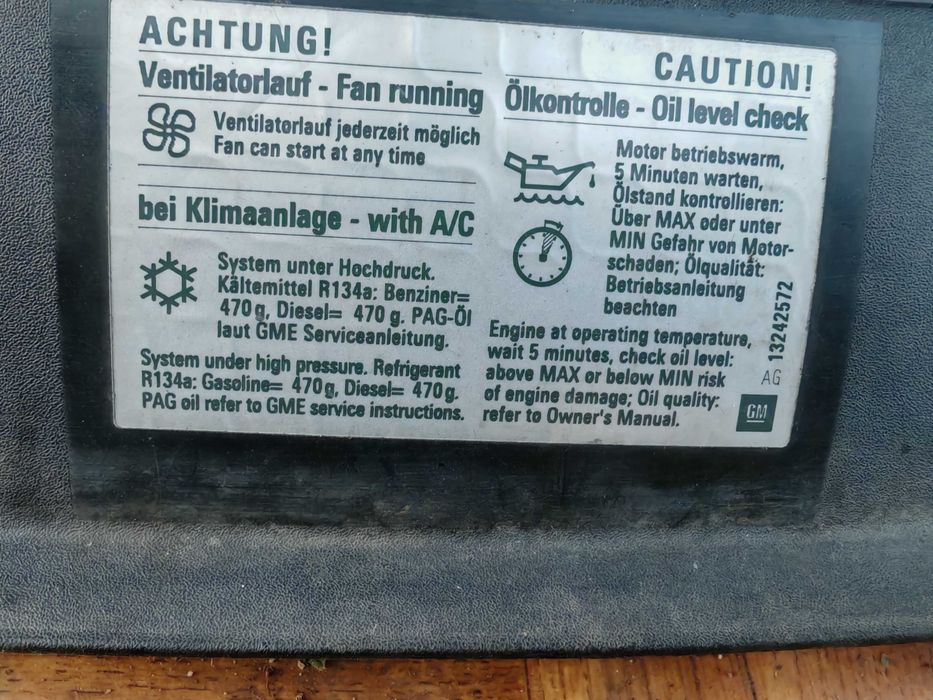 ACHTUNG!
Ventilatorlauf - Fan running
Ventilatorlauf jederzeit möglich
Fan can start at any time
bei Klimaanlage - with A/C
System unter Hochdruck.
Kältemittel R134a: Benziner=
470g, Diesel= 470 g. PAG-Öl
laut GME Serviceanleitung.
System under high pressure. Refrigerant
R134a: Gasoline= 470g, Diesel= 470g.
PAG oil refer to GME service instructions.
CAUTION!
Ölkontrolle - Oil level check
Motor betriebswarm,
5 Minuten warten,
Ölstand kontrollieren:
Über MAX oder unter
MIN Gefahr von Motor-
schaden; Ölqualität:
Betriebsanleitung
beachten
Engine at operating temperature,
wait 5 minutes, check oil level:
above MAX or below MIN risk
of engine damage; Oil quality:
refer to Owner's Manual.
13242572
AG
GM